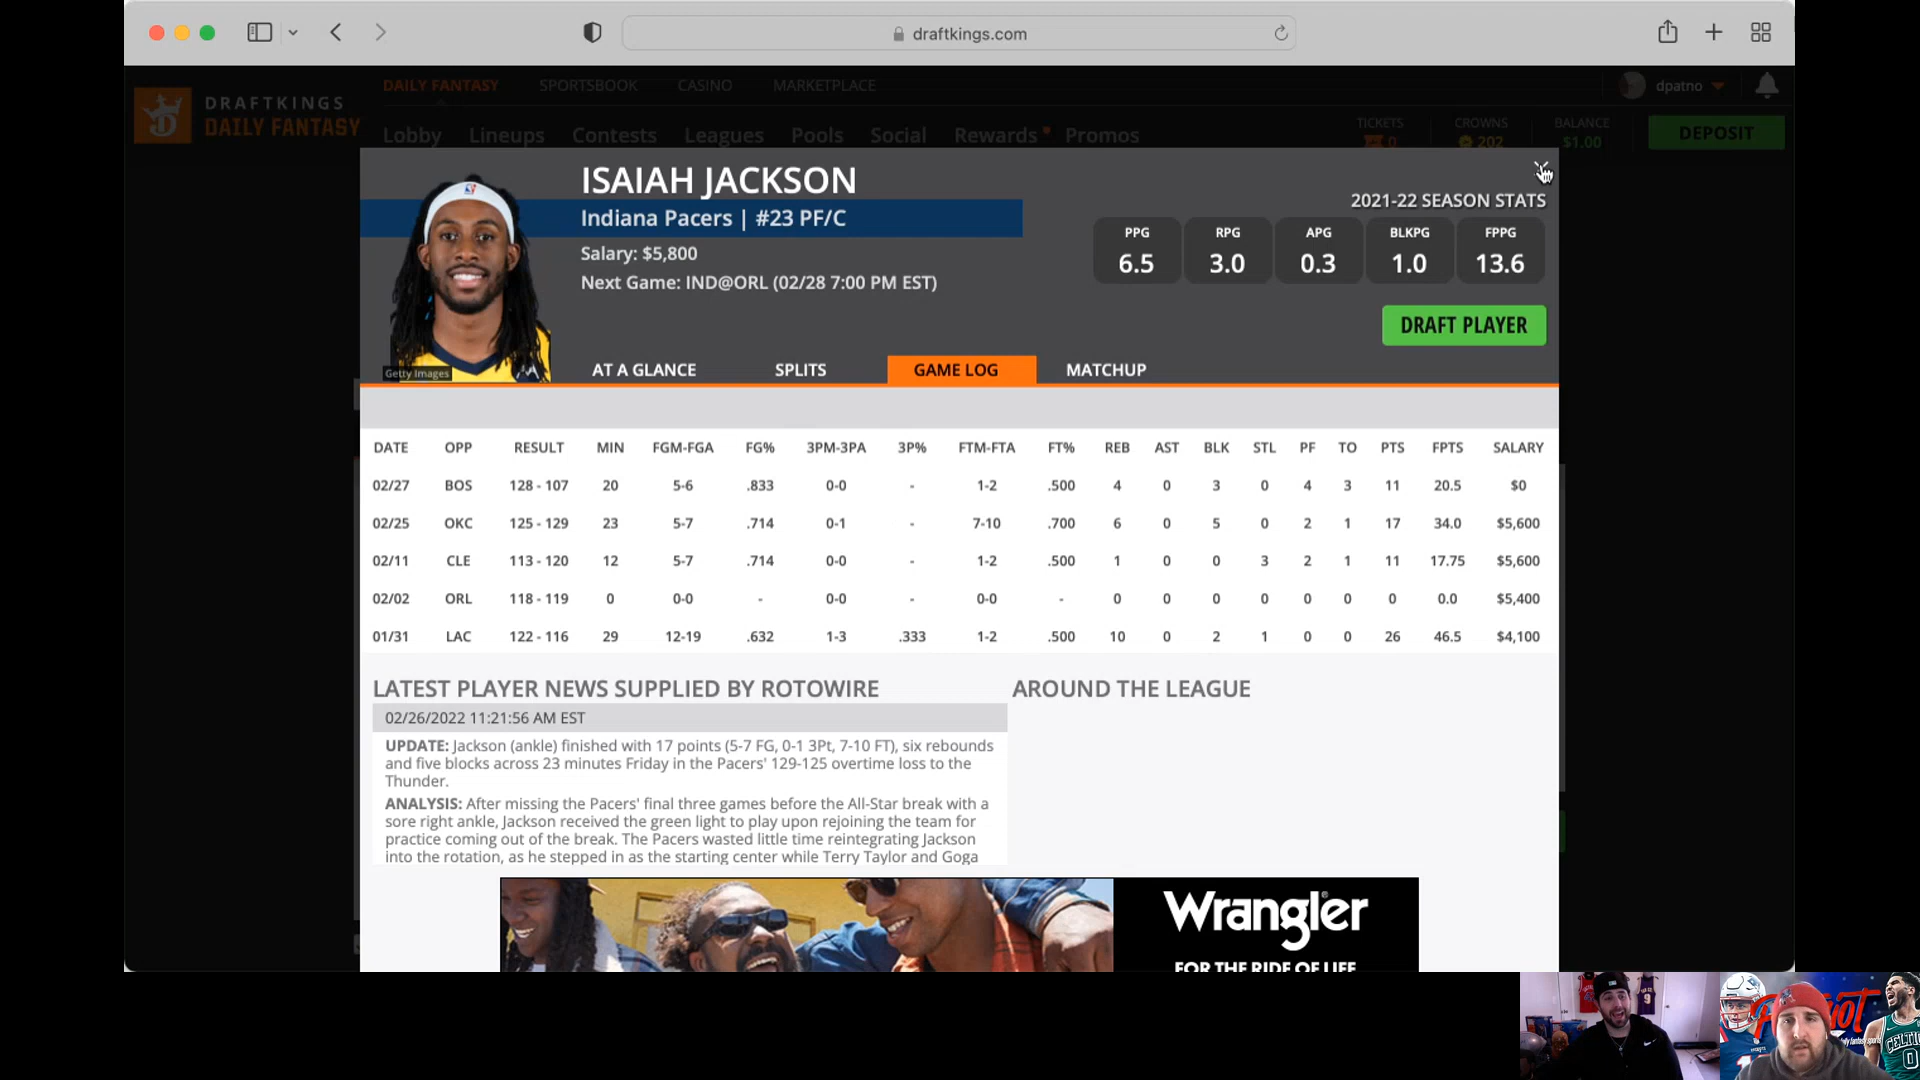 draftkings.com
DRAFTKINGS
DAILY FANTASY
DAILY FANTASY SPORTSBOOK CASINO MARKETPLACE
dpatno
Lobby Lineups Contests Leagues Pools Social Rewards Promos
TICKETS CROWNS BALANCE
0 202 $1.00
DEPOSIT
ISAIAH JACKSON
Indiana Pacers | #23 PF/C
Salary: $5,800
Next Game: IND@ORL (02/28 7:00 PM EST)
2021-22 SEASON STATS
PPG RPG APG BLKPG FPPG
6.5 3.0 0.3 1.0 13.6
DRAFT PLAYER
Getty Images
AT A GLANCE SPLITS GAME LOG MATCHUP
DATE OPP RESULT MIN FGM-FGA FG% 3PM-3PA 3P% FTM-FTA FT% REB AST BLK STL PF TO PTS FPTS SALARY
02/27 BOS 128 - 107 20 5-6 .833 0-0 - 1-2 .500 4 0 3 0 4 3 11 20.5 $0
02/25 OKC 125 - 129 23 5-7 .714 0-1 - 7-10 .700 6 0 5 0 2 1 17 34.0 $5,600
02/11 CLE 113 - 120 12 5-7 .714 0-0 - 1-2 .500 1 0 0 3 2 1 11 17.75 $5,600
02/02 ORL 118 - 119 0 0-0 - 0-0 - 0-0 - 0 0 0 0 0 0 0 0.0 $5,400
01/31 LAC 122 - 116 29 12-19 .632 1-3 .333 1-2 .500 10 0 2 1 0 0 26 46.5 $4,100
LATEST PLAYER NEWS SUPPLIED BY ROTOWIRE
AROUND THE LEAGUE
02/26/2022 11:21:56 AM EST
UPDATE: Jackson (ankle) finished with 17 points (5-7 FG, 0-1 3Pt, 7-10 FT), six rebounds
and five blocks across 23 minutes Friday in the Pacers' 129-125 overtime loss to the
Thunder.
ANALYSIS: After missing the Pacers' final three games before the All-Star break with a
sore right ankle, Jackson received the green light to play upon rejoining the team for
practice coming out of the break. The Pacers wasted little time reintegrating Jackson
into the rotation, as he stepped in as the starting center while Terry Taylor and Goga
Wrangler
FOR THE RIDE OF LIFE